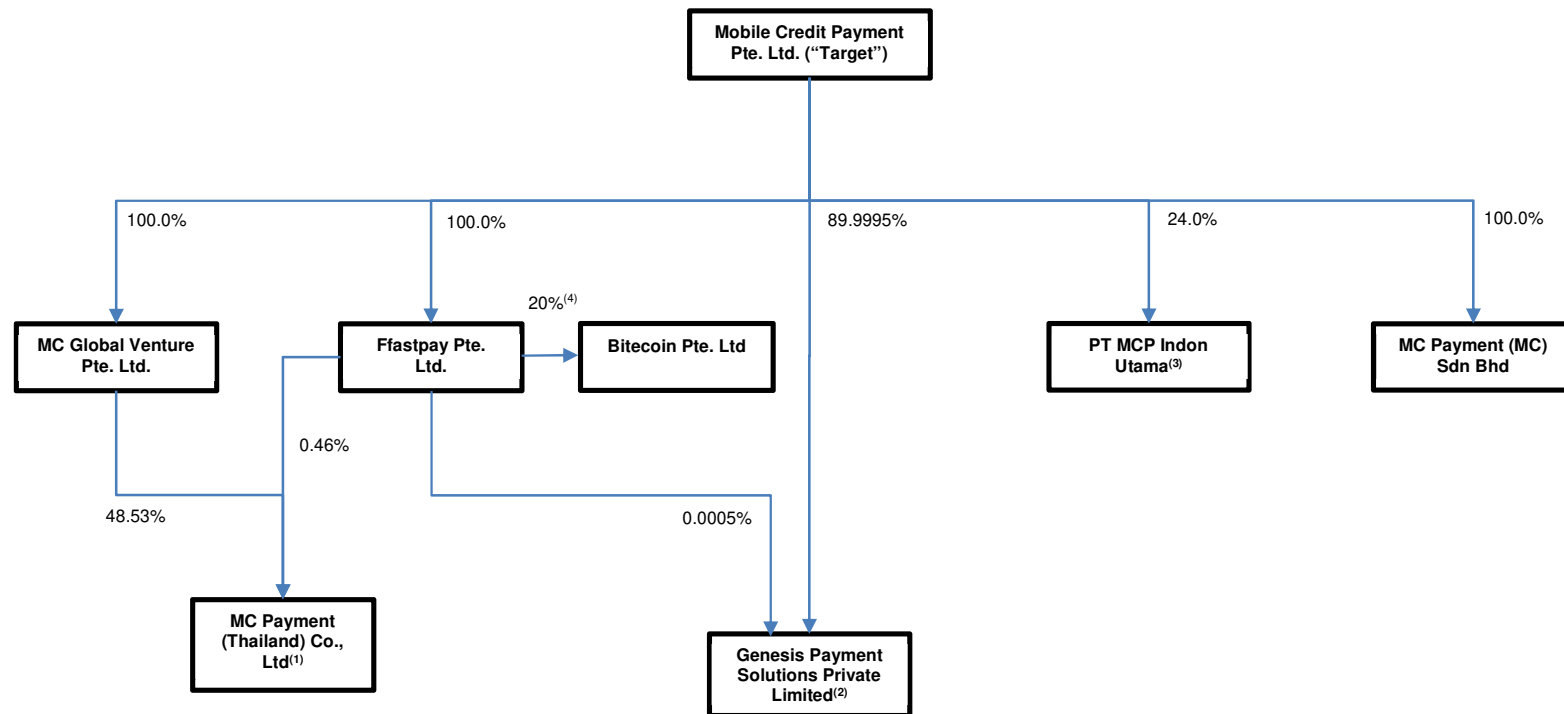 Mobile Credit Payment
Pte. Ltd. (“Target”)
100.0%
100.0%
89.9995%
24.0%
100.0%
20%(4)
MC Global Venture
Pte. Ltd.
Ffastpay Pte.
Ltd.
Bitecoin Pte. Ltd
PT MCP Indon
Utama(3)
MC Payment (MC)
Sdn Bhd
0.46%
48.53%
0.0005%
MC Payment
(Thailand) Co.,
Ltd(1)
Genesis Payment
Solutions Private
Limited(2)